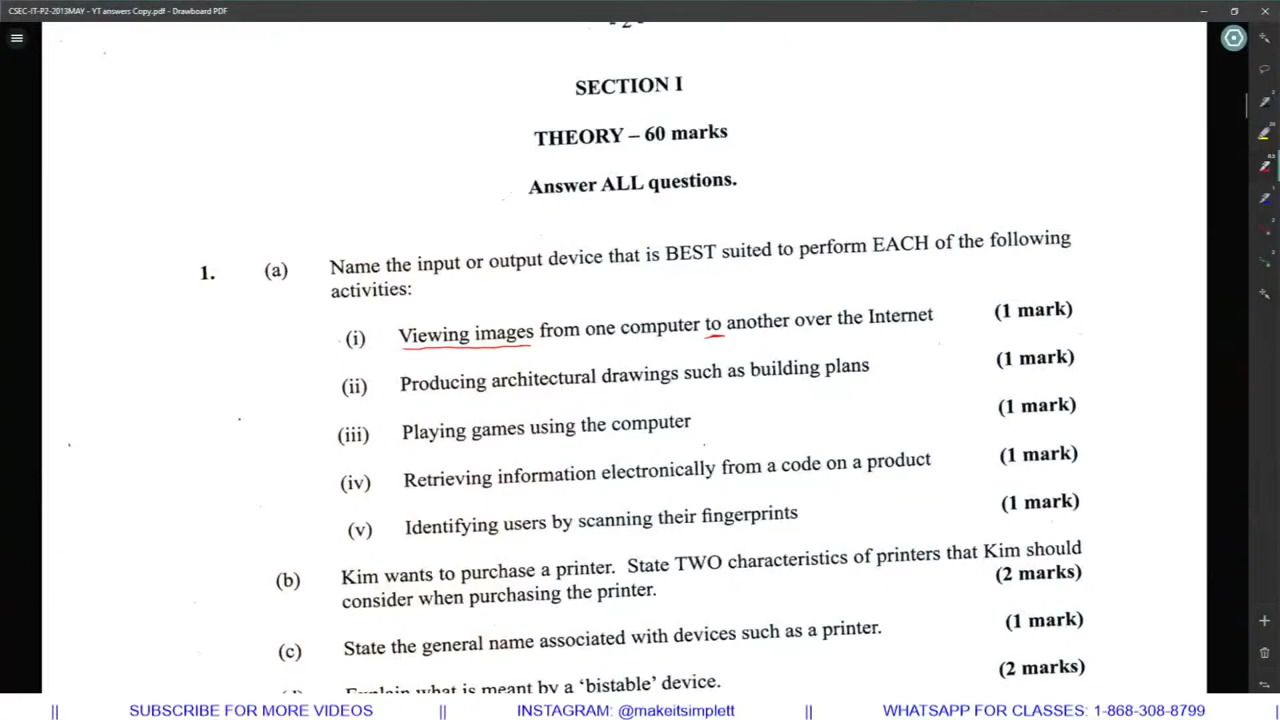 CSEC-IT-P2-2013MAY - YT answers Copy.pdf - Drawboard PDF
SECTION I
THEORY – 60 marks
Answer ALL questions.
1. (a) Name the input or output device that is BEST suited to perform EACH of the following
activities:
(i) Viewing images from one computer to another over the Internet (1 mark)
(ii) Producing architectural drawings such as building plans (1 mark)
(iii) Playing games using the computer (1 mark)
(iv) Retrieving information electronically from a code on a product (1 mark)
(v) Identifying users by scanning their fingerprints (1 mark)
(b) Kim wants to purchase a printer. State TWO characteristics of printers that Kim should
consider when purchasing the printer. (2 marks)
(c) State the general name associated with devices such as a printer. (1 mark)
Explain what is meant by a ‘bistable’ device. (2 marks)
|| SUBSCRIBE FOR MORE VIDEOS || INSTAGRAM: @makeitsimplett || WHATSAPP FOR CLASSES: 1-868-308-8799